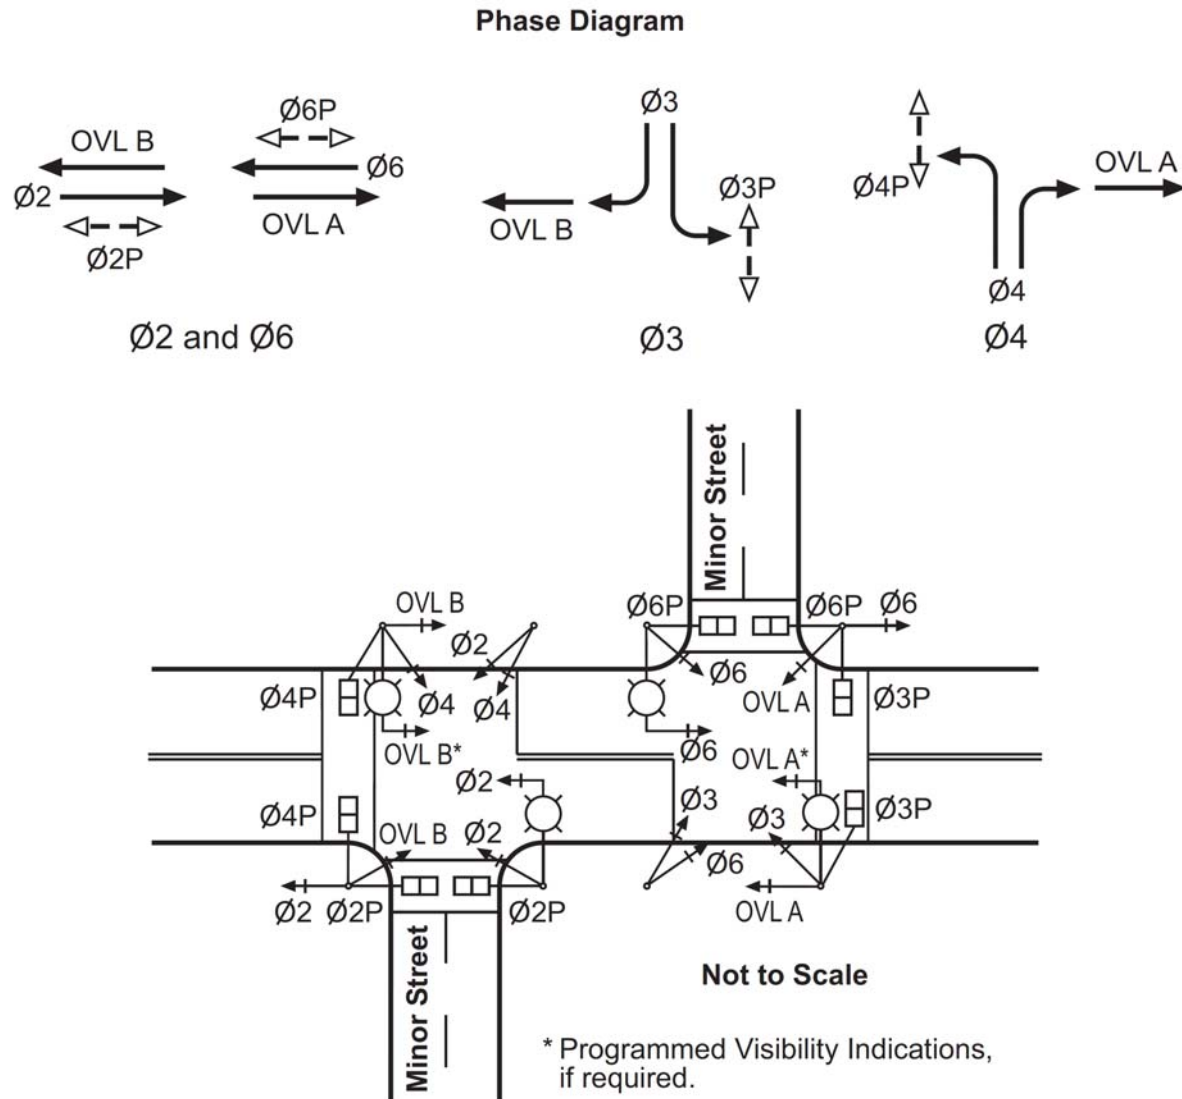 Phase Diagram
Ø6P
Ø3
OVL B
OVL A
Ø2
Ø6
Ø3P
Ø4P
OVL B
OVL A
Ø2P
Ø4
Ø2 and Ø6
Ø3
Ø4
Minor Street
OVL B
Ø6P
Ø6P
Ø6
Ø2
Ø4P
Ø4
Ø4
Ø6
OVL A
Ø3P
OVL B*
Ø6
OVL A*
Ø2
Ø3
Ø4P
OVL B
Ø2
Ø3
Ø3P
Ø6
Ø2
Ø2P
Ø2P
OVL A
Minor Street
Not to Scale
* Programmed Visibility Indications,
if required.